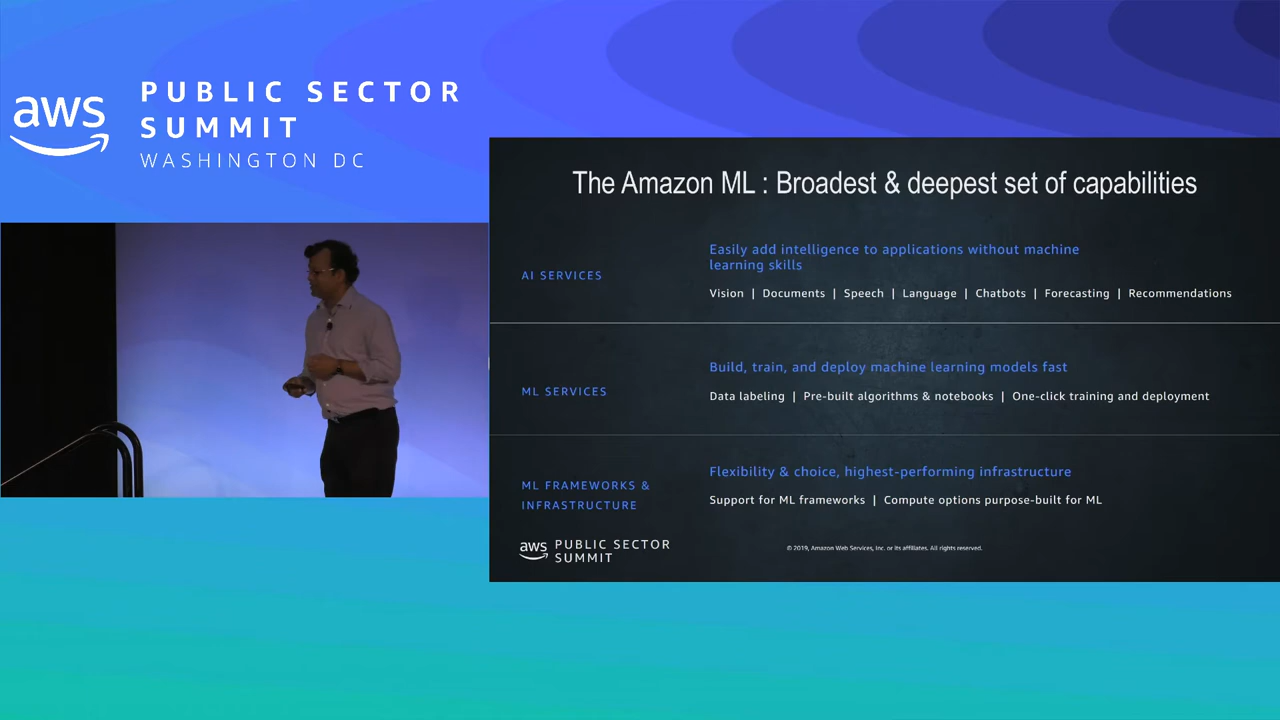 aws
PUBLIC SECTOR
SUMMIT
WASHINGTON DC
The Amazon ML : Broadest & deepest set of capabilities
AI SERVICES
Easily add intelligence to applications without machine
learning skills
Vision | Documents | Speech | Language | Chatbots | Forecasting | Recommendations
ML SERVICES
Build, train, and deploy machine learning models fast
Data labeling | Pre-built algorithms & notebooks | One-click training and deployment
ML FRAMEWORKS &
INFRASTRUCTURE
Flexibility & choice, highest-performing infrastructure
Support for ML frameworks | Compute options purpose-built for ML
aws PUBLIC SECTOR
SUMMIT
© 2019, Amazon Web Services, Inc. or its affiliates. All rights reserved.